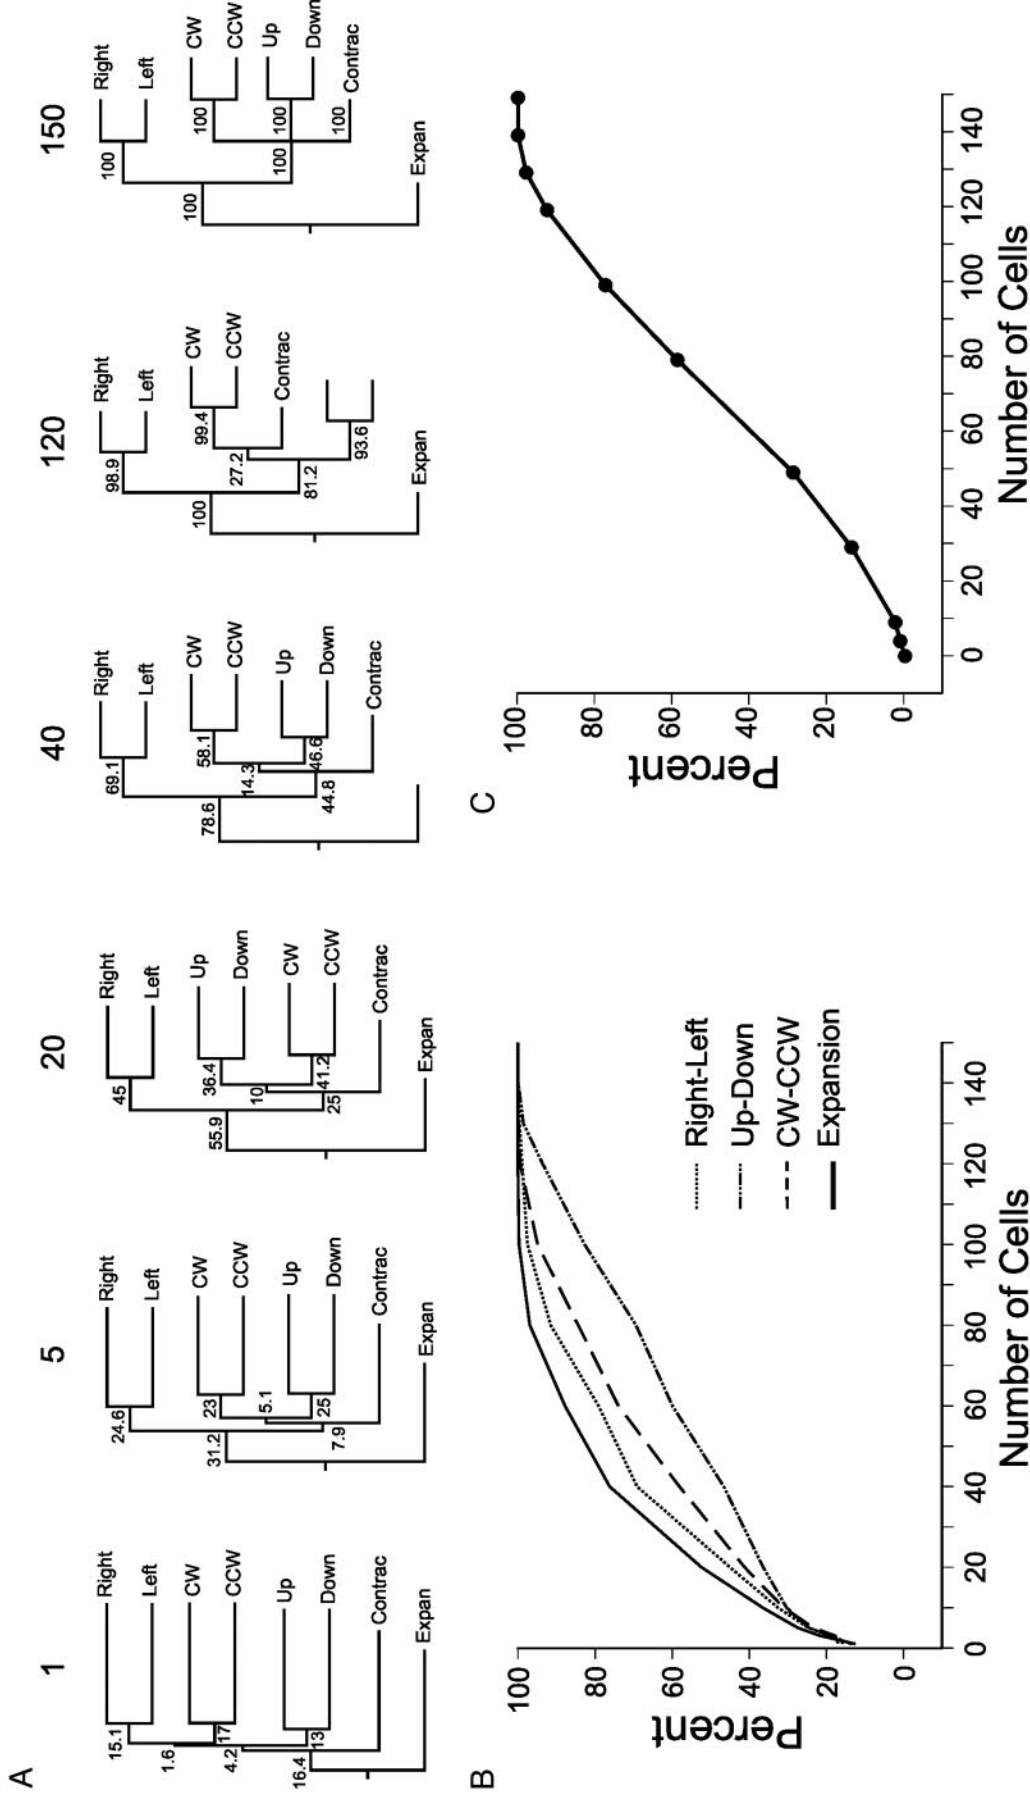 A
1
5
20
40
120
150
Right
Left
CW
CCW
Up
Down
Contrac
Expan
15.1
1.6
17
4.2
13
16.4
Right
Left
CW
CCW
Up
Down
Contrac
Expan
24.6
23
5.1
31.2
25
7.9
Right
Left
Up
Down
CW
CCW
Contrac
Expan
45
36.4
10
41.2
55.9
25
Right
Left
CW
CCW
Up
Down
Contrac
69.1
58.1
14.3
46.6
78.6
44.8
Right
Left
CW
CCW
Contrac
Expan
98.9
99.4
27.2
100
81.2
93.6
Right
Left
CW
CCW
Up
Down
Contrac
Expan
100
100
100
100
100
100
B
Percent
100
80
60
40
20
0
0
20
40
60
80
100
120
140
Number of Cells
Right-Left
Up-Down
CW-CCW
Expansion
C
Percent
100
80
60
40
20
0
0
20
40
60
80
100
120
140
Number of Cells